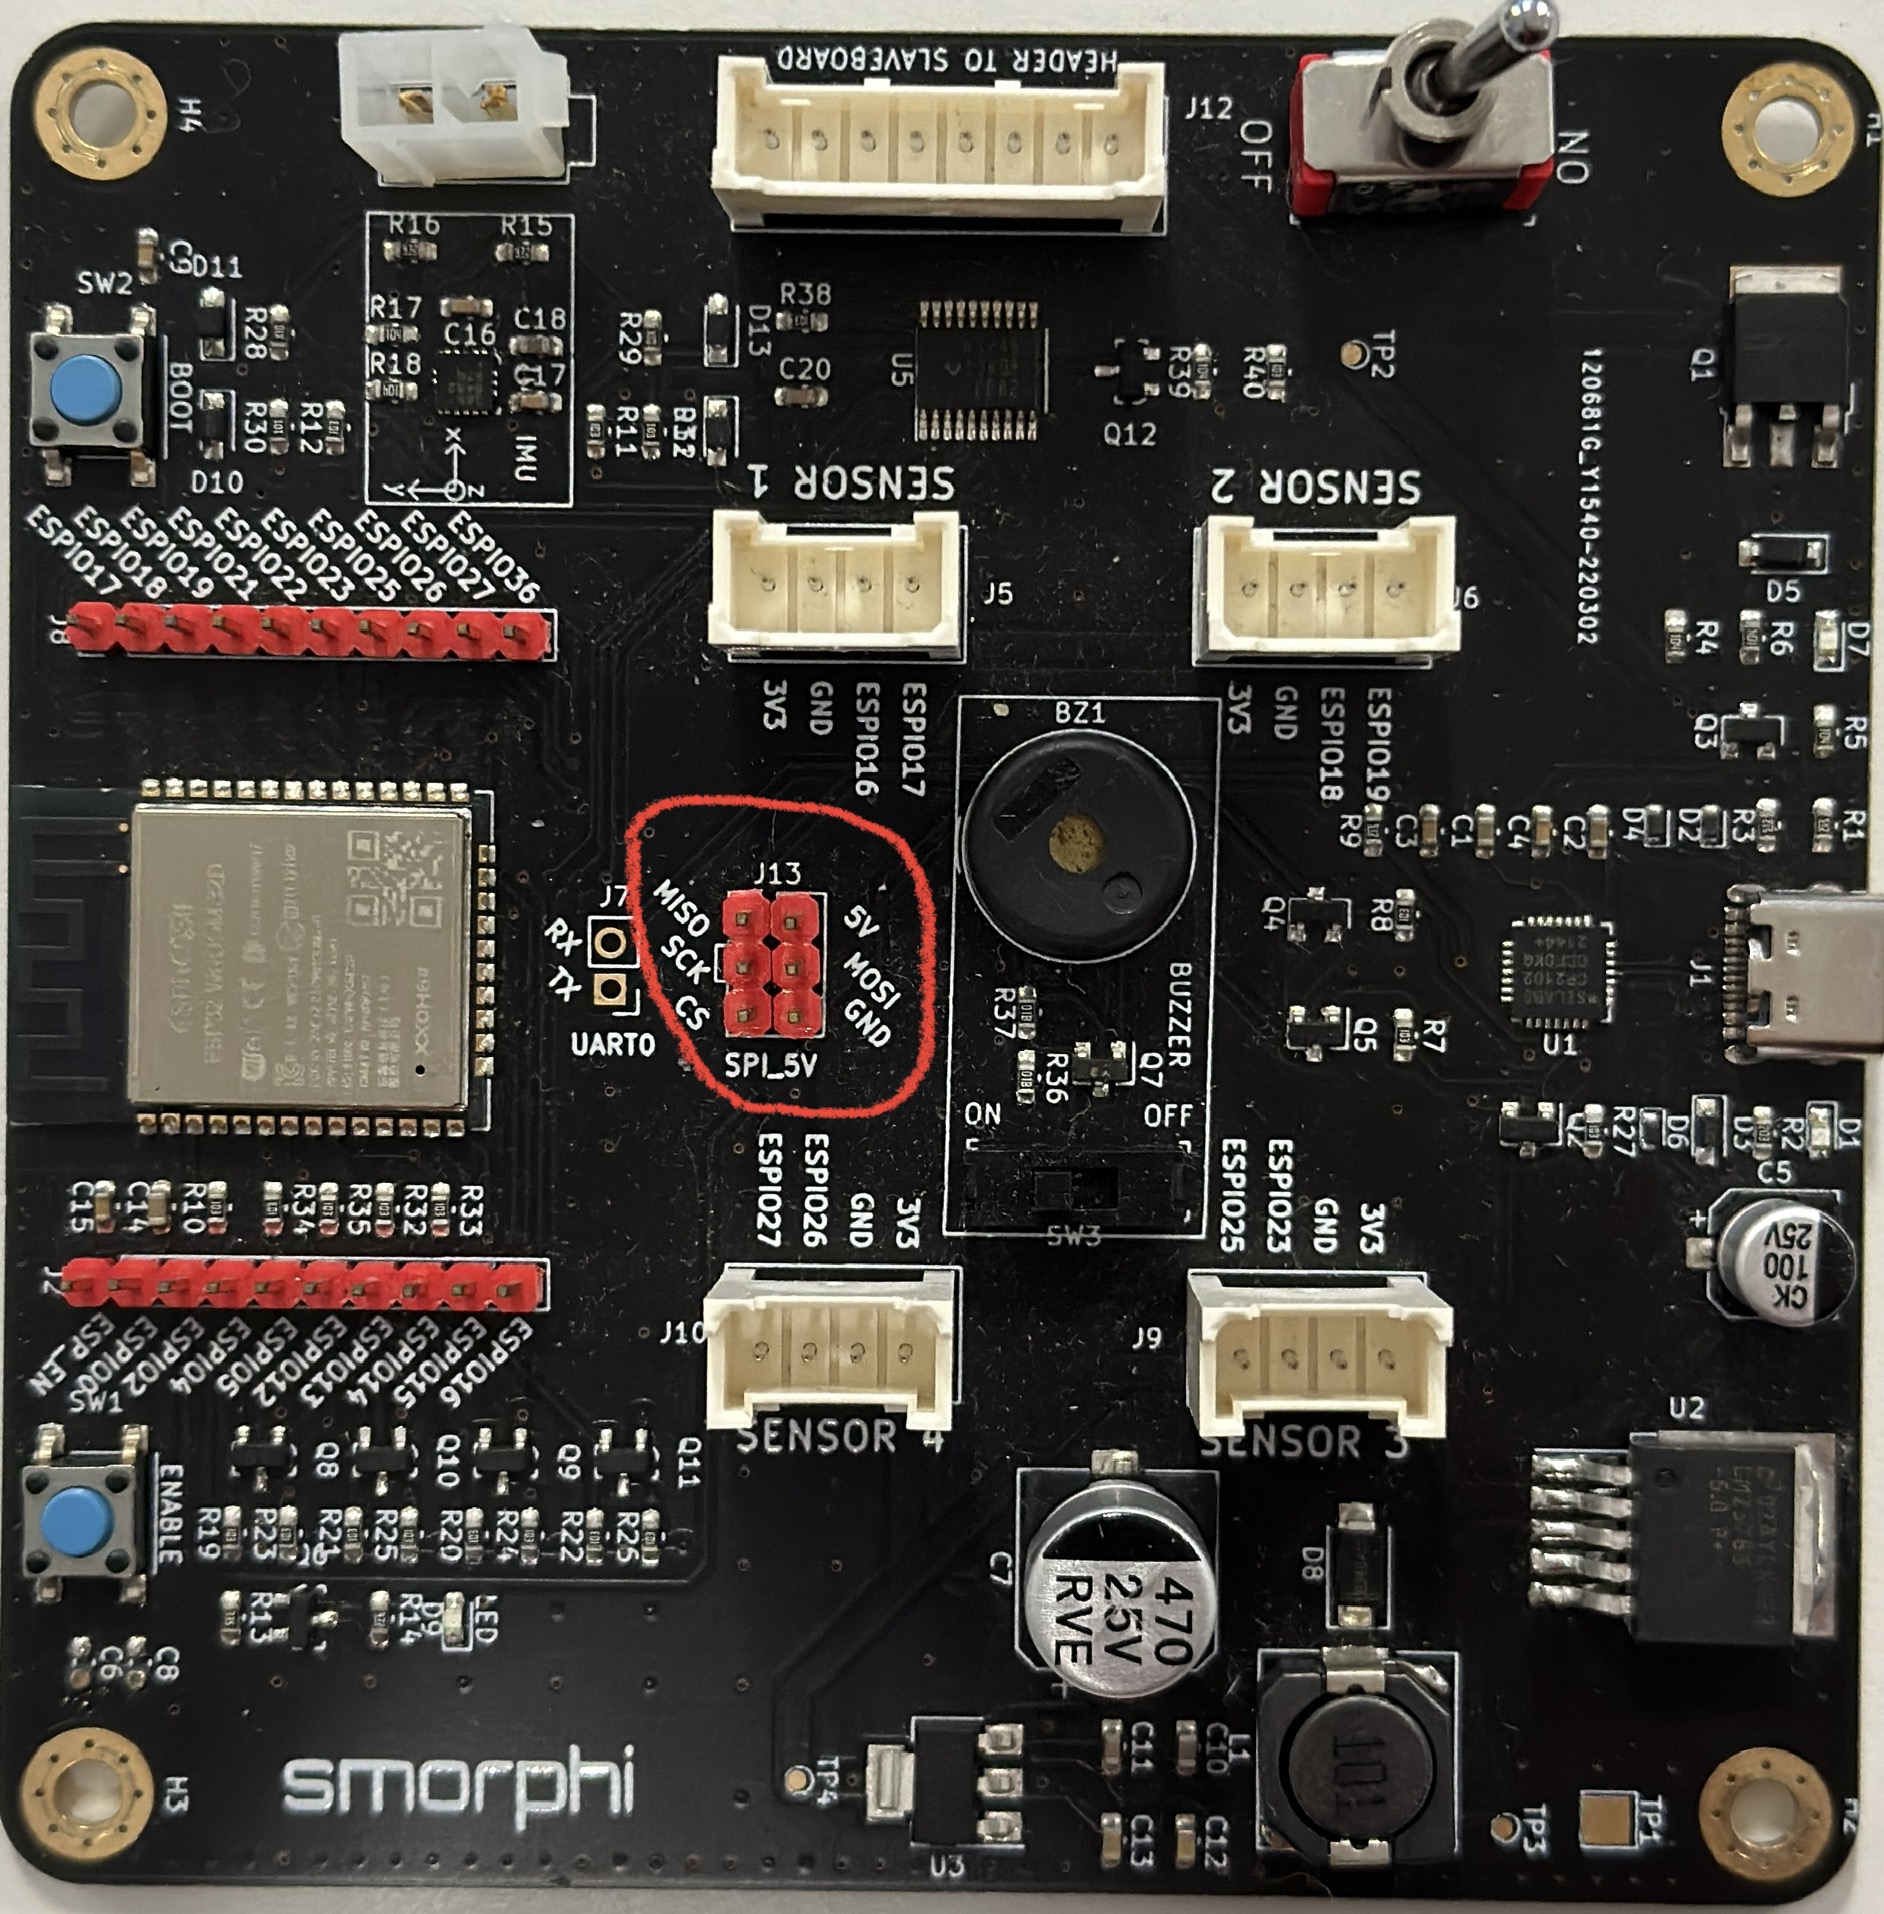 HEADER TO SLAVEBOARD
H4
J12
OFF
NO
H1
R16
R15
SW2
D11
R28
R17
C16
C18
R18
C17
R29
D13
R38
C20
U5
R39
R40
TP2
Q1
Q12
BOOT
D10
R30
R12
X
Y
Z
IMU
R11
120681G_Y1540-220302
SENSOR 1
SENSOR 2
ESPIO17
ESPIO18
ESPIO19
ESPIO21
ESPIO22
ESPIO23
ESPIO25
ESPIO26
ESPIO27
ESPIO36
J8
J5
J6
D5
R4
R6
D7
3V3
GND
ESPIO16
ESPIO17
3V3
GND
ESPIO18
ESPIO19
BZ1
Q3
R5
R9
C3
C1
C4
C2
D4
D2
R3
R1
J13
J7
RX
TX
UART0
MISO
SCK
CS
5V
MOSI
GND
SPI_5V
ESP32-WROOM-32D
XX0H32
Q4
R8
SILABS
CP2102
U1
J1
Q5
R7
R37
R36
Q7
BUZZER
ON
OFF
SW3
Q2
R27
D6
D3
R2
D1
C5
ESPIO27
ESPIO26
GND
3V3
ESPIO25
ESPIO23
GND
3V3
C15
C14
R10
R34
R35
R32
R33
CK
100
25V
J2
ESP_EN
ESPIO0
ESPIO2
ESPIO4
ESPIO5
ESPIO12
ESPIO13
ESPIO14
ESPIO15
ESPIO16
J10
J9
SENSOR 4
SENSOR 3
SW1
U2
ENABLE
Q8
Q10
Q9
Q11
R19
R23
R21
R25
R20
R24
R22
R25
C7
470
25V
RVE
D8
R13
R14
D9
LED
C6
C8
H3
smorphi
TP4
U3
C11
C10
L1
101
C13
C12
TP3
TP1
H2